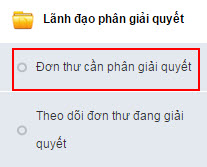 Lãnh đạo phân giải quyết
Đơn thư cần phân giải quyết
Theo dõi đơn thư đang giải
quyết